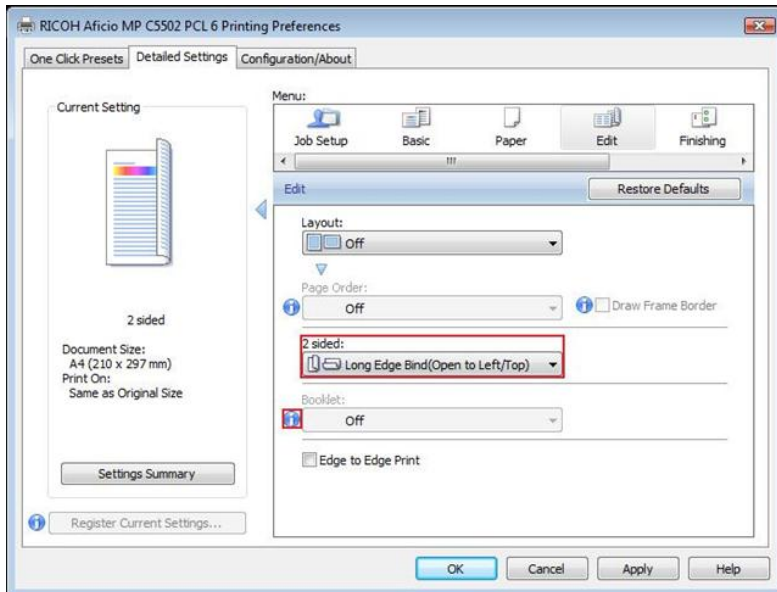 RICOH Aficio MP C5502 PCL 6 Printing Preferences
One Click Presets
Detailed Settings
Configuration/About
Current Setting
2 sided
Document Size:
A4 (210 x 297 mm)
Print On:
Same as Original Size
Settings Summary
Register Current Settings...
Menu:
Job Setup
Basic
Paper
Edit
Finishing
Edit
Restore Defaults
Layout:
Off
Page Order:
Off
Draw Frame Border
2 sided:
Long Edge Bind(Open to Left/Top)
Booklet:
Off
Edge to Edge Print
OK
Cancel
Apply
Help